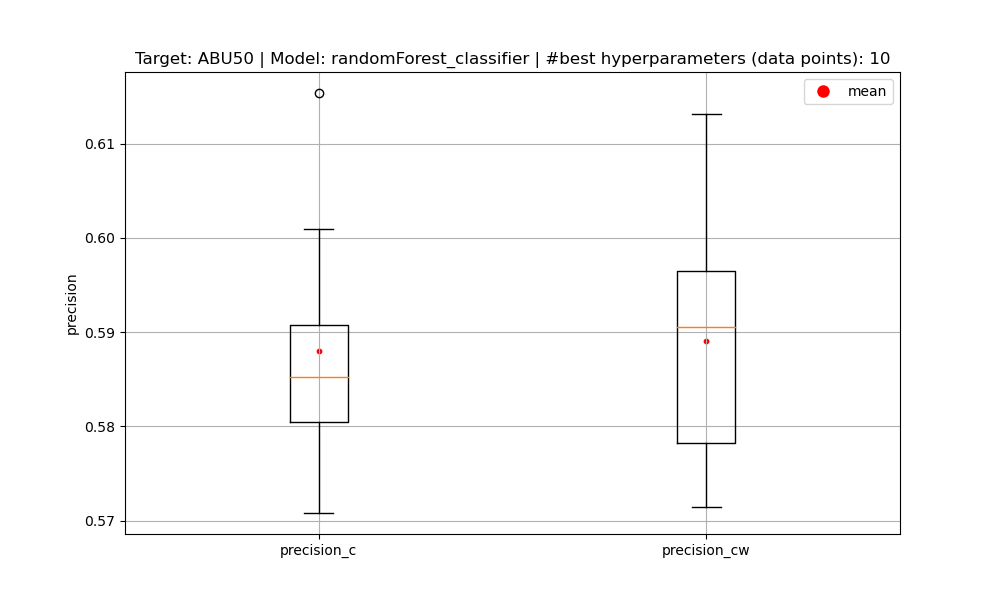 Target: ABU50 | Model: randomForest_classifier | #best hyperparameters (data points): 10
mean
0.61
0.60
0.59
0.58
0.57
precision
precision_c
precision_cw